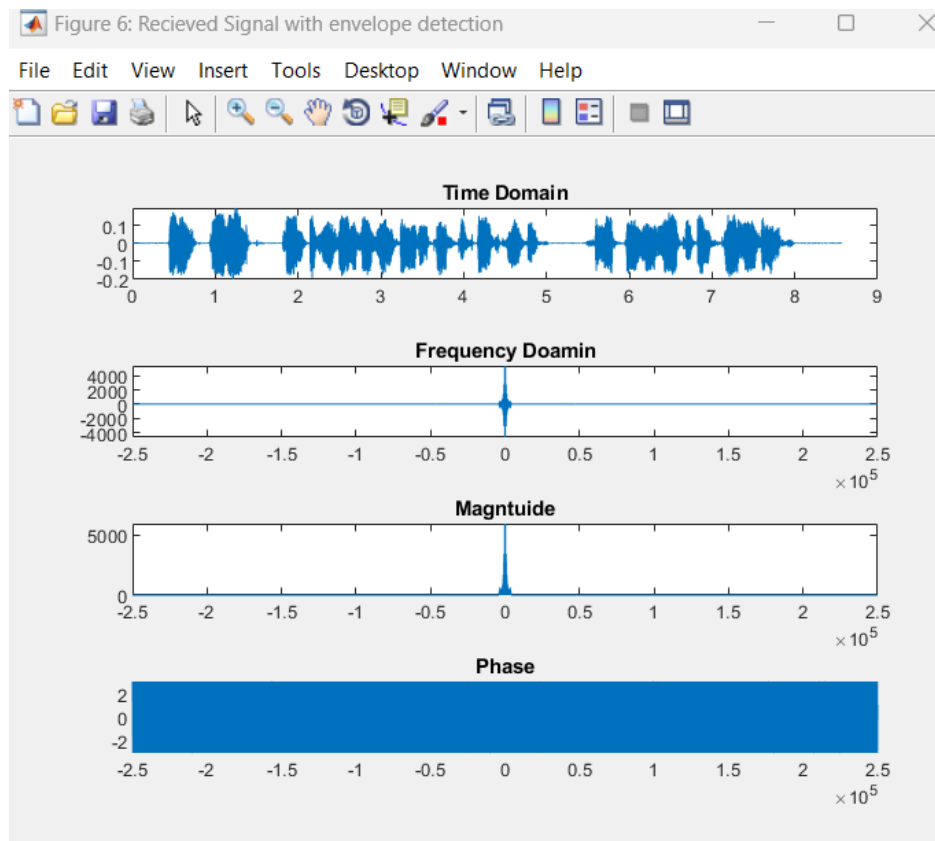 Figure 6: Recieved Signal with envelope detection
File Edit View Insert Tools Desktop Window Help
Time Domain
0.1
0
-0.1
-0.2
0 1 2 3 4 5 6 7 8 9
Frequency Doamin
4000
2000
0
-2000
-4000
-2.5 -2 -1.5 -1 -0.5 0 0.5 1 1.5 2 2.5
×10^5
Magntuide
5000
0
-2.5 -2 -1.5 -1 -0.5 0 0.5 1 1.5 2 2.5
×10^5
Phase
2
0
-2
-2.5 -2 -1.5 -1 -0.5 0 0.5 1 1.5 2 2.5
×10^5